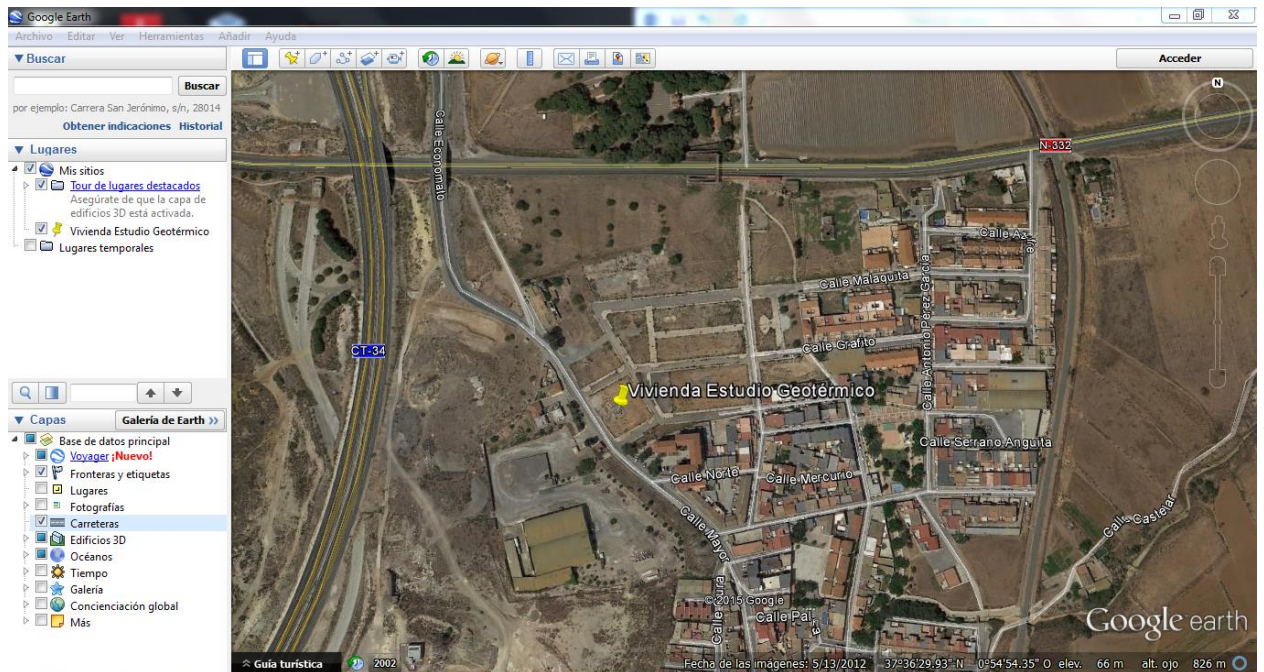 Google Earth
Archivo Editar Ver Herramientas Añadir Ayuda
Buscar
Acceder
Buscar
por ejemplo: Carrera San Jerónimo, s/n, 28014
Obtener indicaciones Historial
Lugares
Mis sitios
Tour de lugares destacados
Asegúrate de que la capa de
edificios 3D está activada.
Vivienda Estudio Geotérmico
Lugares temporales
Capas
Galería de Earth >>
Base de datos principal
Voyager ¡Nuevo!
Fronteras y etiquetas
Lugares
Fotografías
Carreteras
Edificios 3D
Océanos
Tiempo
Galería
Concienciación global
Más
N
Calle Economato
N-332
Calle Malaquita
Calle Antonio Pérez García
Calle Grafito
CT-34
Vivienda Estudio Geotérmico
Calle Serrano Anguita
Calle Norte
Calle Mercurio
Calle Mayor
Calle Castelar
©2015 Google
Google earth
Guía turística
2002
Fecha de las imágenes: 5/13/2012 37°36'29.93" N 0°54'54.35" O elev. 66 m alt. ojo 826 m